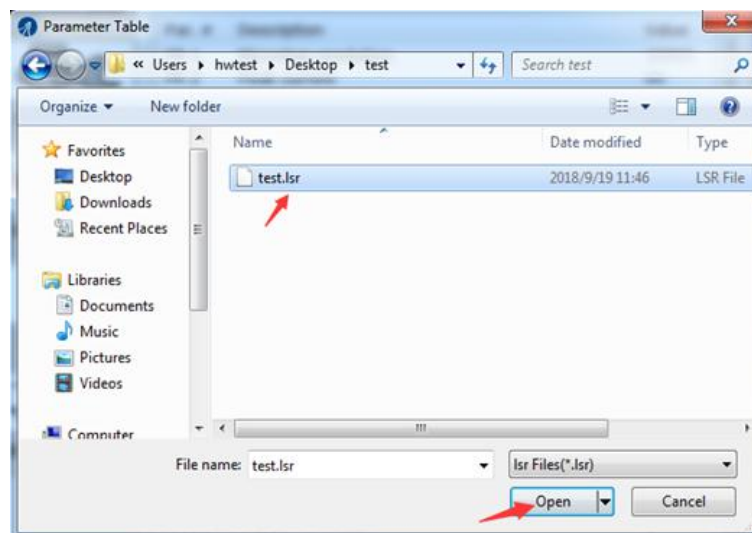 Parameter Table
« Users ▸ hwtest ▸ Desktop ▸ test
Search test
Organize
New folder
Name
Date modified
Type
Favorites
Desktop
Downloads
Recent Places
Libraries
Documents
Music
Pictures
Videos
Computer
test.lsr
2018/9/19 11:46
LSR File
File name:
test.lsr
lsr Files(*.lsr)
Open
Cancel